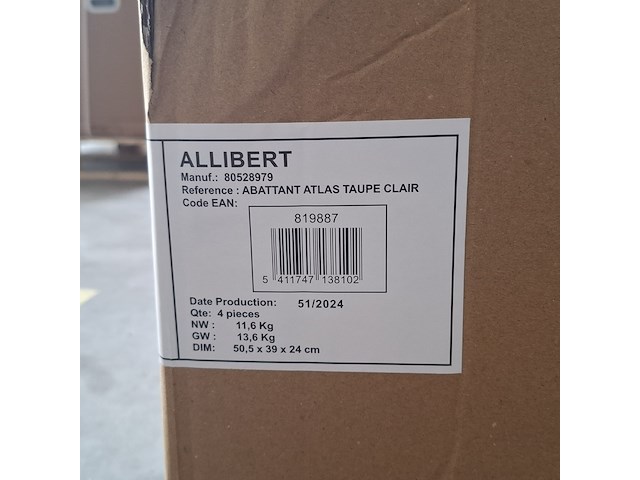 ALLIBERT
Manuf.: 80528979
Reference : ABATTANT ATLAS TAUPE CLAIR
Code EAN:
819887
5 411747 138102
Date Production: 51/2024
Qte: 4 pieces
NW : 11,6 Kg
GW : 13,6 Kg
DIM: 50,5 x 39 x 24 cm